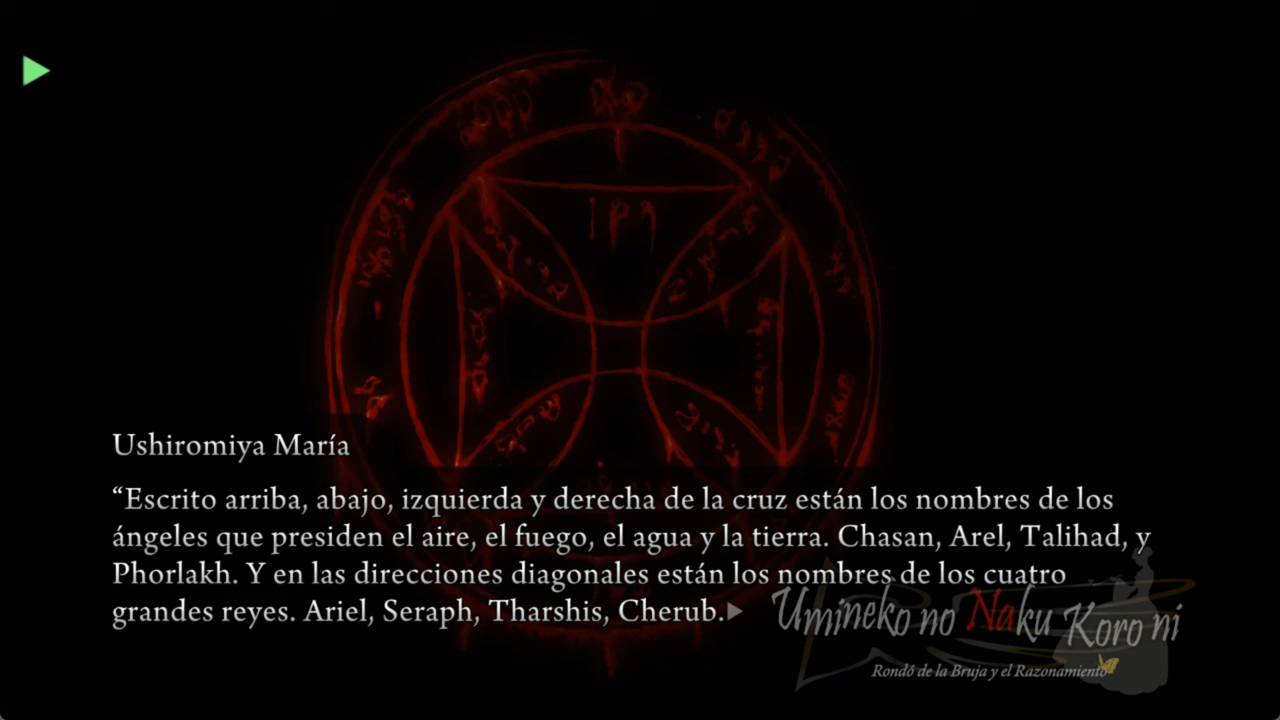 Ushiromiya María
“Escrito arriba, abajo, izquierda y derecha de la cruz están los nombres de los
ángeles que presiden el aire, el fuego, el agua y la tierra. Chasan, Arel, Talihad, y
Phorlakh. Y en las direcciones diagonales están los nombres de los cuatro
grandes reyes. Ariel, Seraph, Tharshis, Cherub.
Umineko no Naku Koro ni
Rondó de la Bruja y el Razonamiento